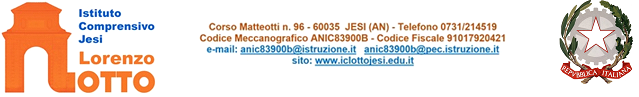 Istituto
Comprensivo
Jesi
Lorenzo
LOTTO
Corso Matteotti n. 96 - 60035 JESI (AN) - Telefono 0731/214519
Codice Meccanografico ANIC83900B - Codice Fiscale 91017920421
e-mail: anic83900b@istruzione.it anic83900b@pec.istruzione.it
sito: www.iclottojesi.edu.it
REPVBBLICA ITALIANA